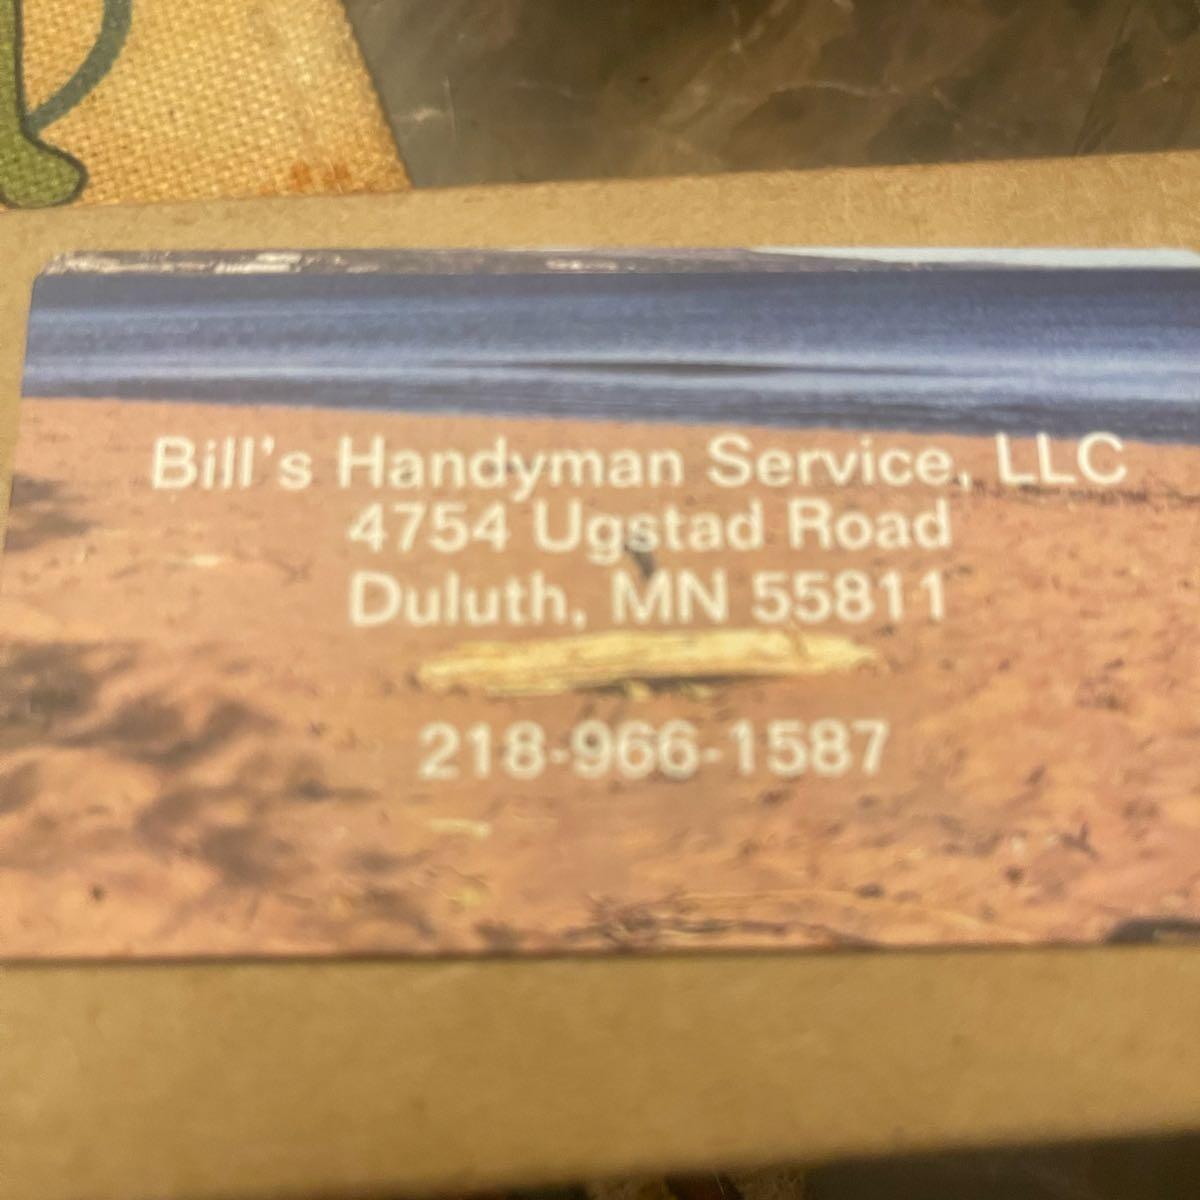 Bill's Handyman Service, LLC
4754 Ugstad Road
Duluth, MN 55811
218-966-1587